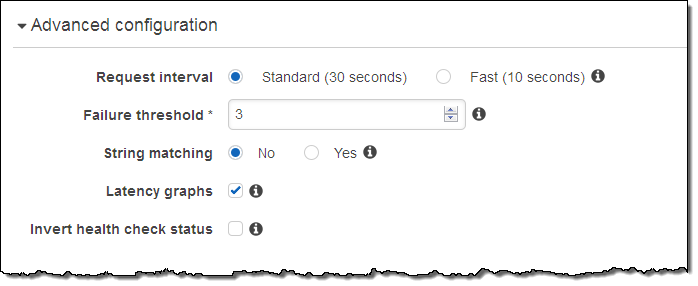 Advanced configuration
Request interval Standard (30 seconds) Fast (10 seconds)
Failure threshold * 3
String matching No Yes
Latency graphs
Invert health check status